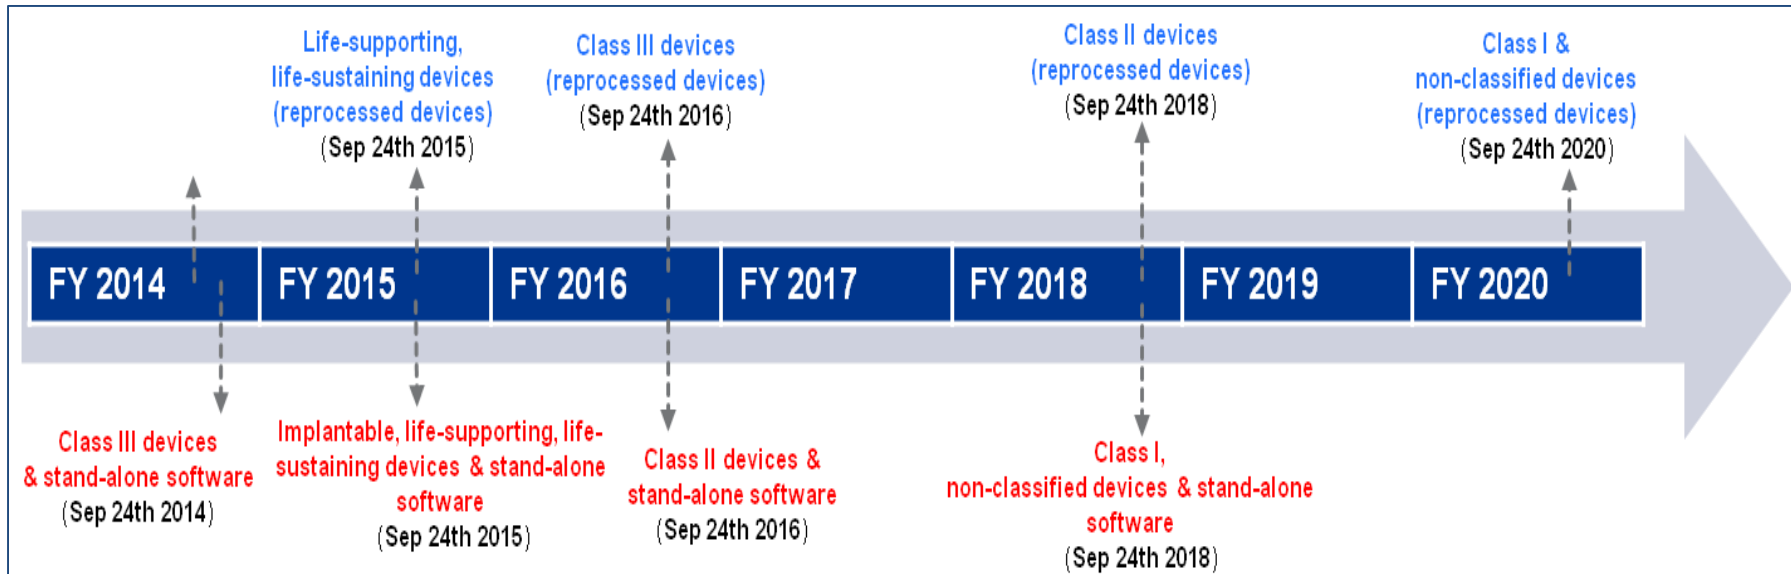 Life-supporting,
life-sustaining devices
(reprocessed devices)
(Sep 24th 2015)
Class III devices
(reprocessed devices)
(Sep 24th 2016)
Class II devices
(reprocessed devices)
(Sep 24th 2018)
Class I &
non-classified devices
(reprocessed devices)
(Sep 24th 2020)
FY 2014
FY 2015
FY 2016
FY 2017
FY 2018
FY 2019
FY 2020
Class III devices
& stand-alone software
(Sep 24th 2014)
Implantable, life-supporting, life-
sustaining devices & stand-alone
software
(Sep 24th 2015)
Class II devices &
stand-alone software
(Sep 24th 2016)
Class I,
non-classified devices & stand-alone
software
(Sep 24th 2018)